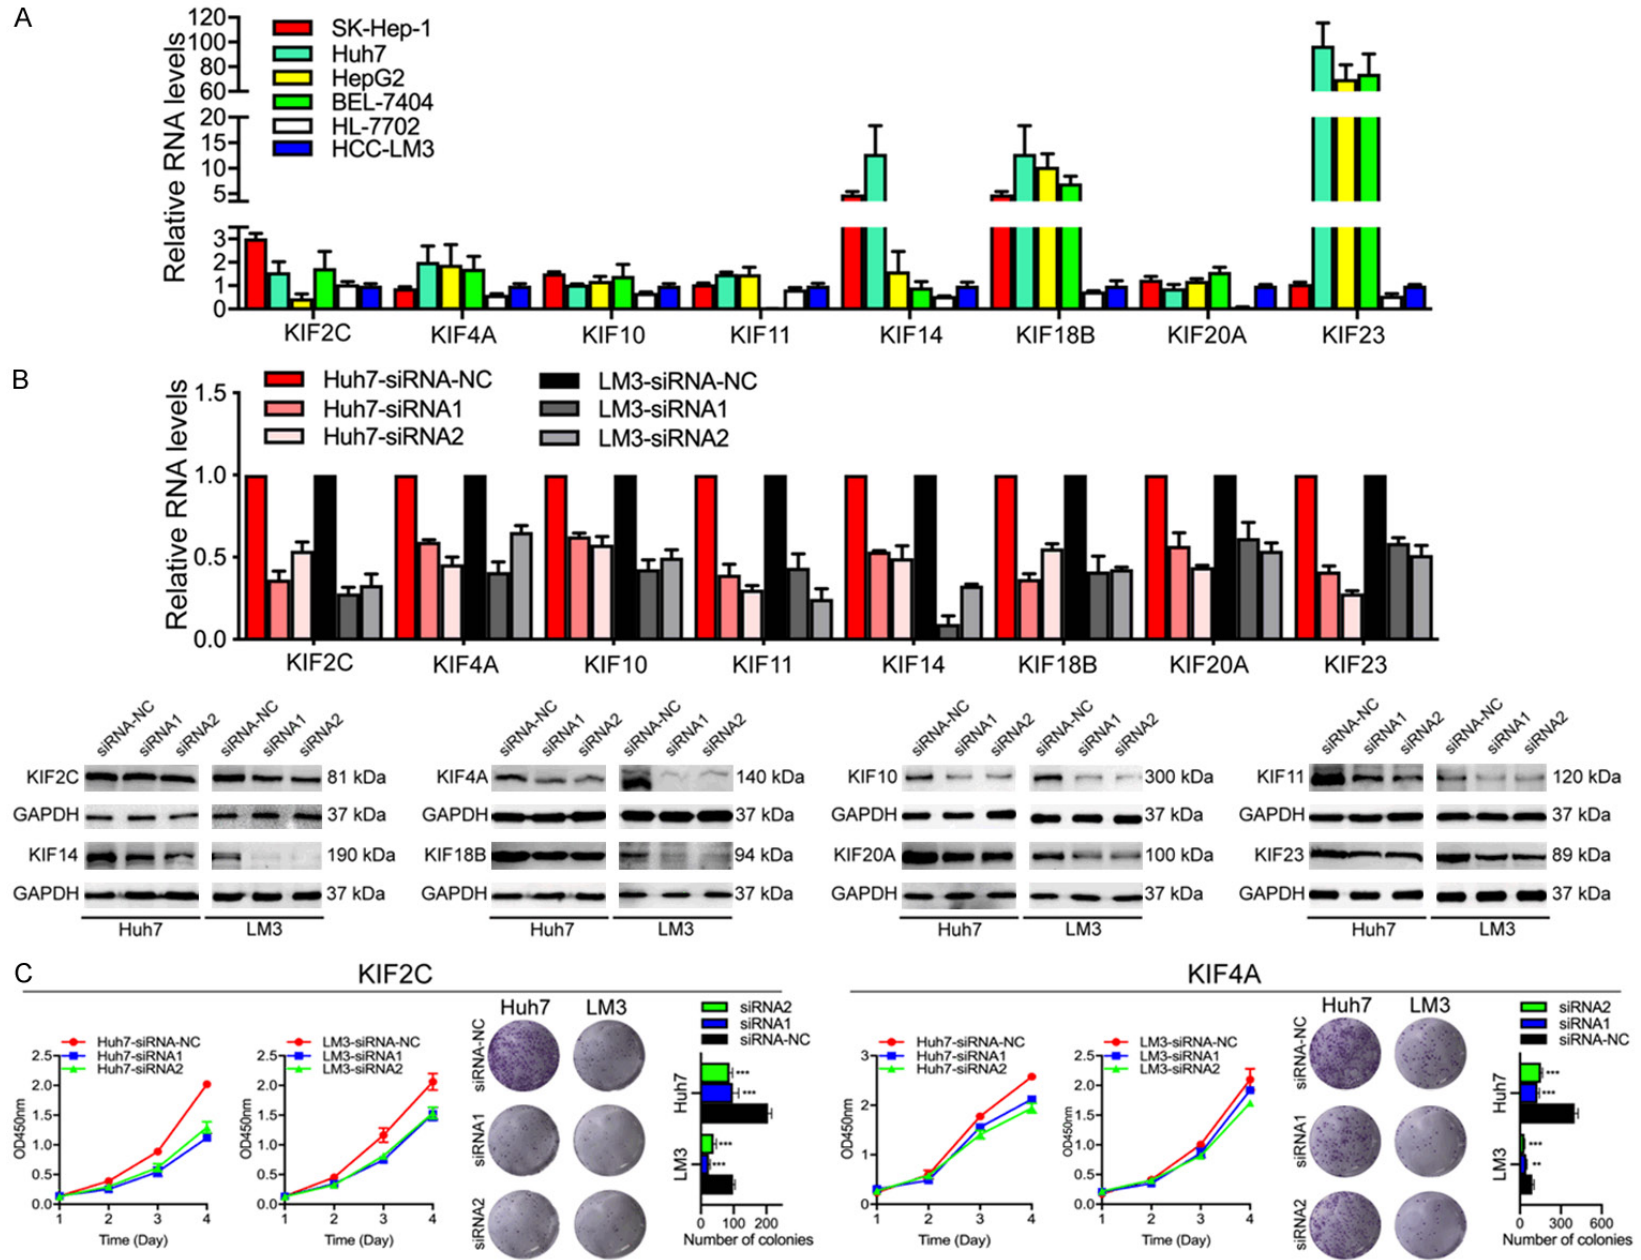 A
Relative RNA levels
120
100
80
60
20
15
10
5
3
2
1
0
SK-Hep-1
Huh7
HepG2
BEL-7404
HL-7702
HCC-LM3
KIF2C KIF4A KIF10 KIF11 KIF14 KIF18B KIF20A KIF23
B
Relative RNA levels
1.5
1.0
0.5
0.0
Huh7-siRNA-NC LM3-siRNA-NC
Huh7-siRNA1 LM3-siRNA1
Huh7-siRNA2 LM3-siRNA2
KIF2C KIF4A KIF10 KIF11 KIF14 KIF18B KIF20A KIF23
siRNA-NC siRNA1 siRNA2 siRNA-NC siRNA1 siRNA2 siRNA-NC siRNA1 siRNA2 siRNA-NC siRNA1 siRNA2 siRNA-NC siRNA1 siRNA2 siRNA-NC siRNA1 siRNA2 siRNA-NC siRNA1 siRNA2 siRNA-NC siRNA1 siRNA2
KIF2C 81 kDa KIF4A 140 kDa KIF10 300 kDa KIF11 120 kDa
GAPDH 37 kDa GAPDH 37 kDa GAPDH 37 kDa GAPDH 37 kDa
KIF14 190 kDa KIF18B 94 kDa KIF20A 100 kDa KIF23 89 kDa
GAPDH 37 kDa GAPDH 37 kDa GAPDH 37 kDa GAPDH 37 kDa
Huh7 LM3 Huh7 LM3 Huh7 LM3 Huh7 LM3
C
KIF2C
Huh7-siRNA-NC
Huh7-siRNA1
Huh7-siRNA2
OD450nm
2.5
2.0
1.5
1.0
0.5
0.0
1 2 3 4
Time (Day)
LM3-siRNA-NC
LM3-siRNA1
LM3-siRNA2
OD450nm
2.5
2.0
1.5
1.0
0.5
0.0
1 2 3 4
Time (Day)
Huh7 LM3
siRNA-NC
siRNA1
siRNA2
siRNA2
siRNA1
siRNA-NC
Huh7
***
***
LM3
***
***
0 100 200
Number of colonies
KIF4A
Huh7-siRNA-NC
Huh7-siRNA1
Huh7-siRNA2
OD450nm
3
2
1
0
1 2 3 4
Time (Day)
LM3-siRNA-NC
LM3-siRNA1
LM3-siRNA2
OD450nm
2.5
2.0
1.5
1.0
0.5
0.0
1 2 3 4
Time (Day)
Huh7 LM3
siRNA-NC
siRNA1
siRNA2
siRNA2
siRNA1
siRNA-NC
Huh7
***
***
LM3
***
**
0 300 600
Number of colonies